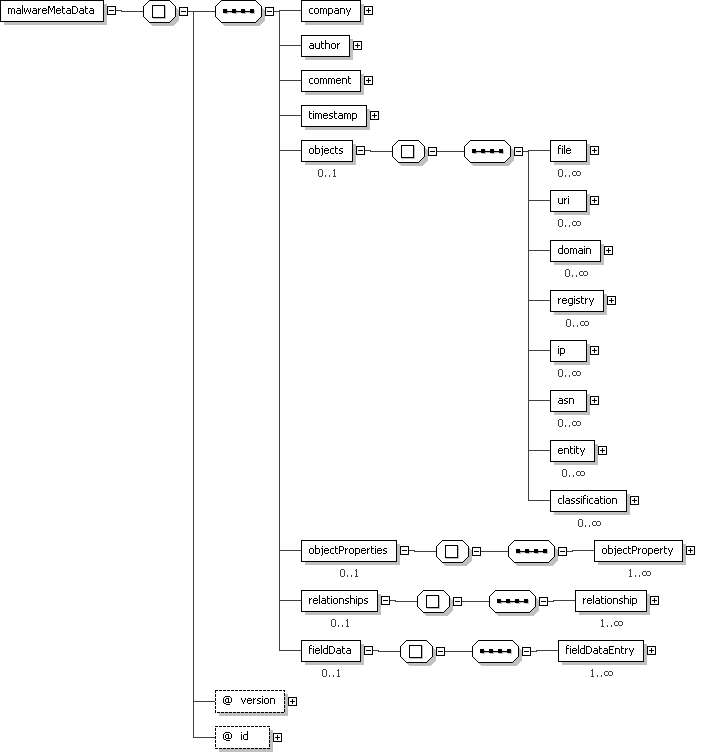 malwareMetaData
company
author
comment
timestamp
objects
0..1
file
0..∞
uri
0..∞
domain
0..∞
registry
0..∞
ip
0..∞
asn
0..∞
entity
0..∞
classification
0..∞
objectProperties
0..1
objectProperty
1..∞
relationships
0..1
relationship
1..∞
fieldData
0..1
fieldDataEntry
1..∞
@ version
@ id